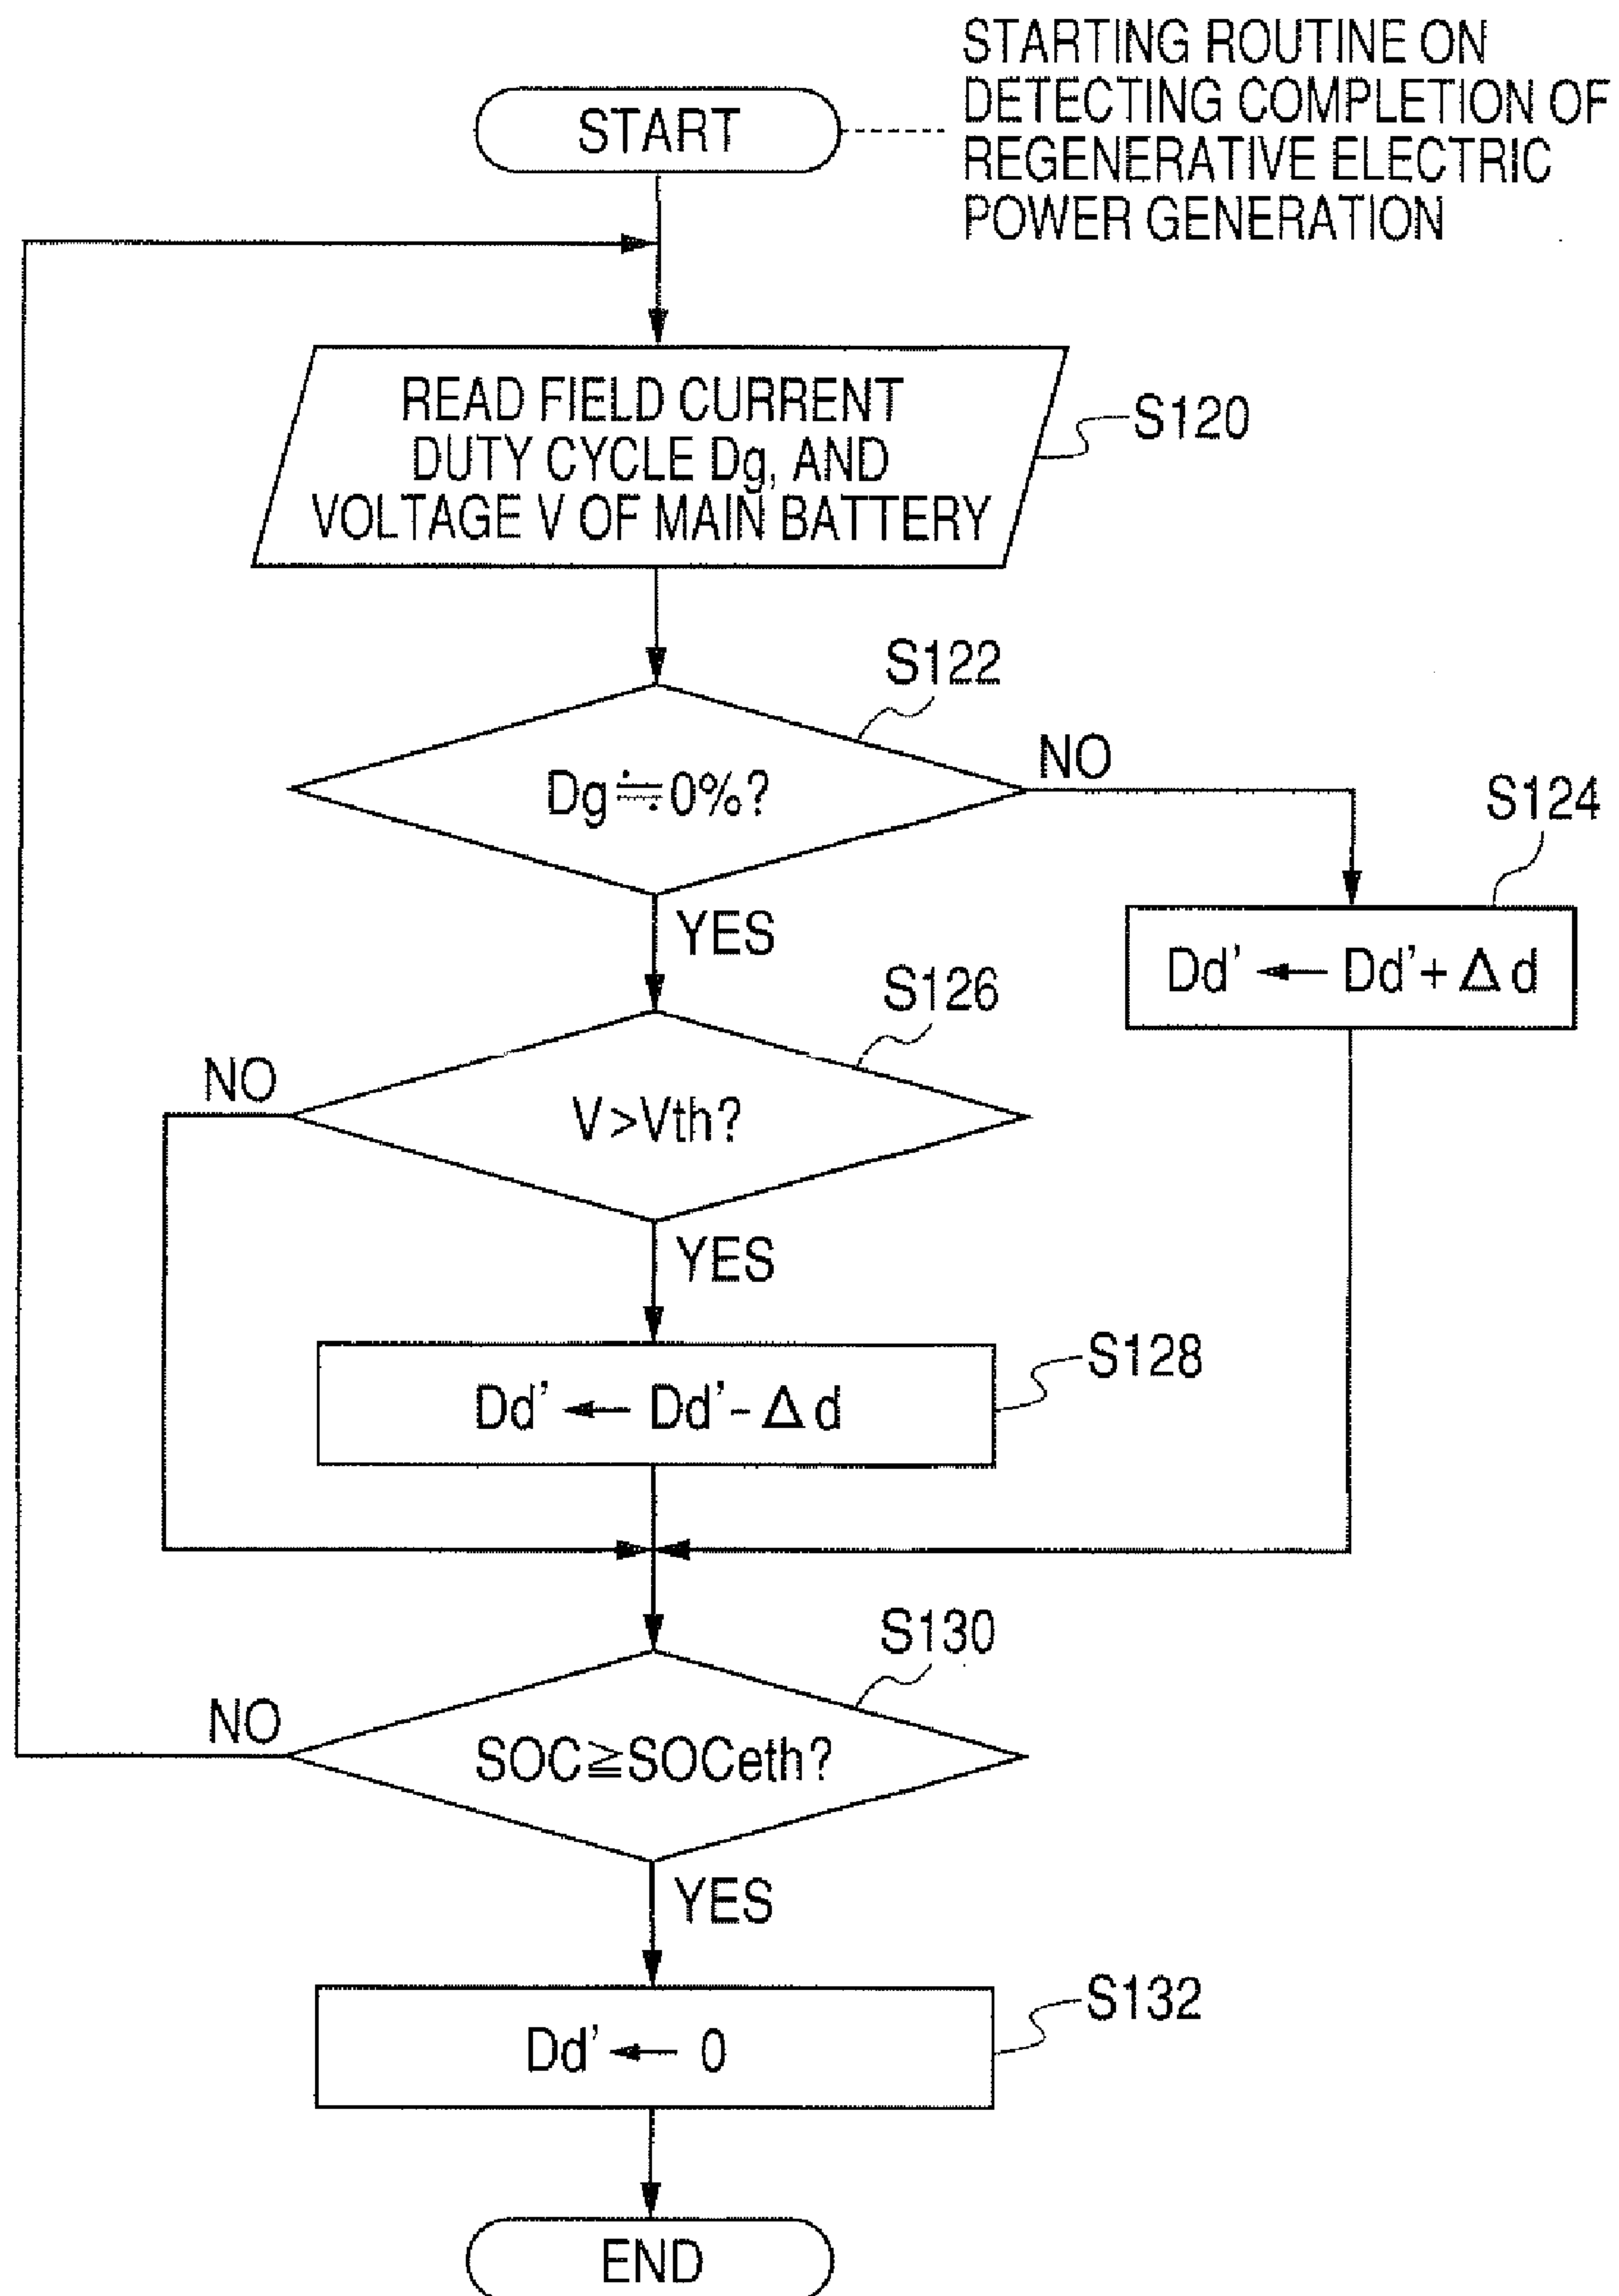 STARTING ROUTINE ON
DETECTING COMPLETION OF
REGENERATIVE ELECTRIC
POWER GENERATION
START
READ FIELD CURRENT
DUTY CYCLE Dg, AND
VOLTAGE V OF MAIN BATTERY
S120
S122
Dg≒0%?
NO
YES
S124
Dd' ← Dd'+ Δd
S126
V>Vth?
NO
YES
S128
Dd' ← Dd'- Δd
S130
SOC≧SOCeth?
NO
YES
S132
Dd' ← 0
END